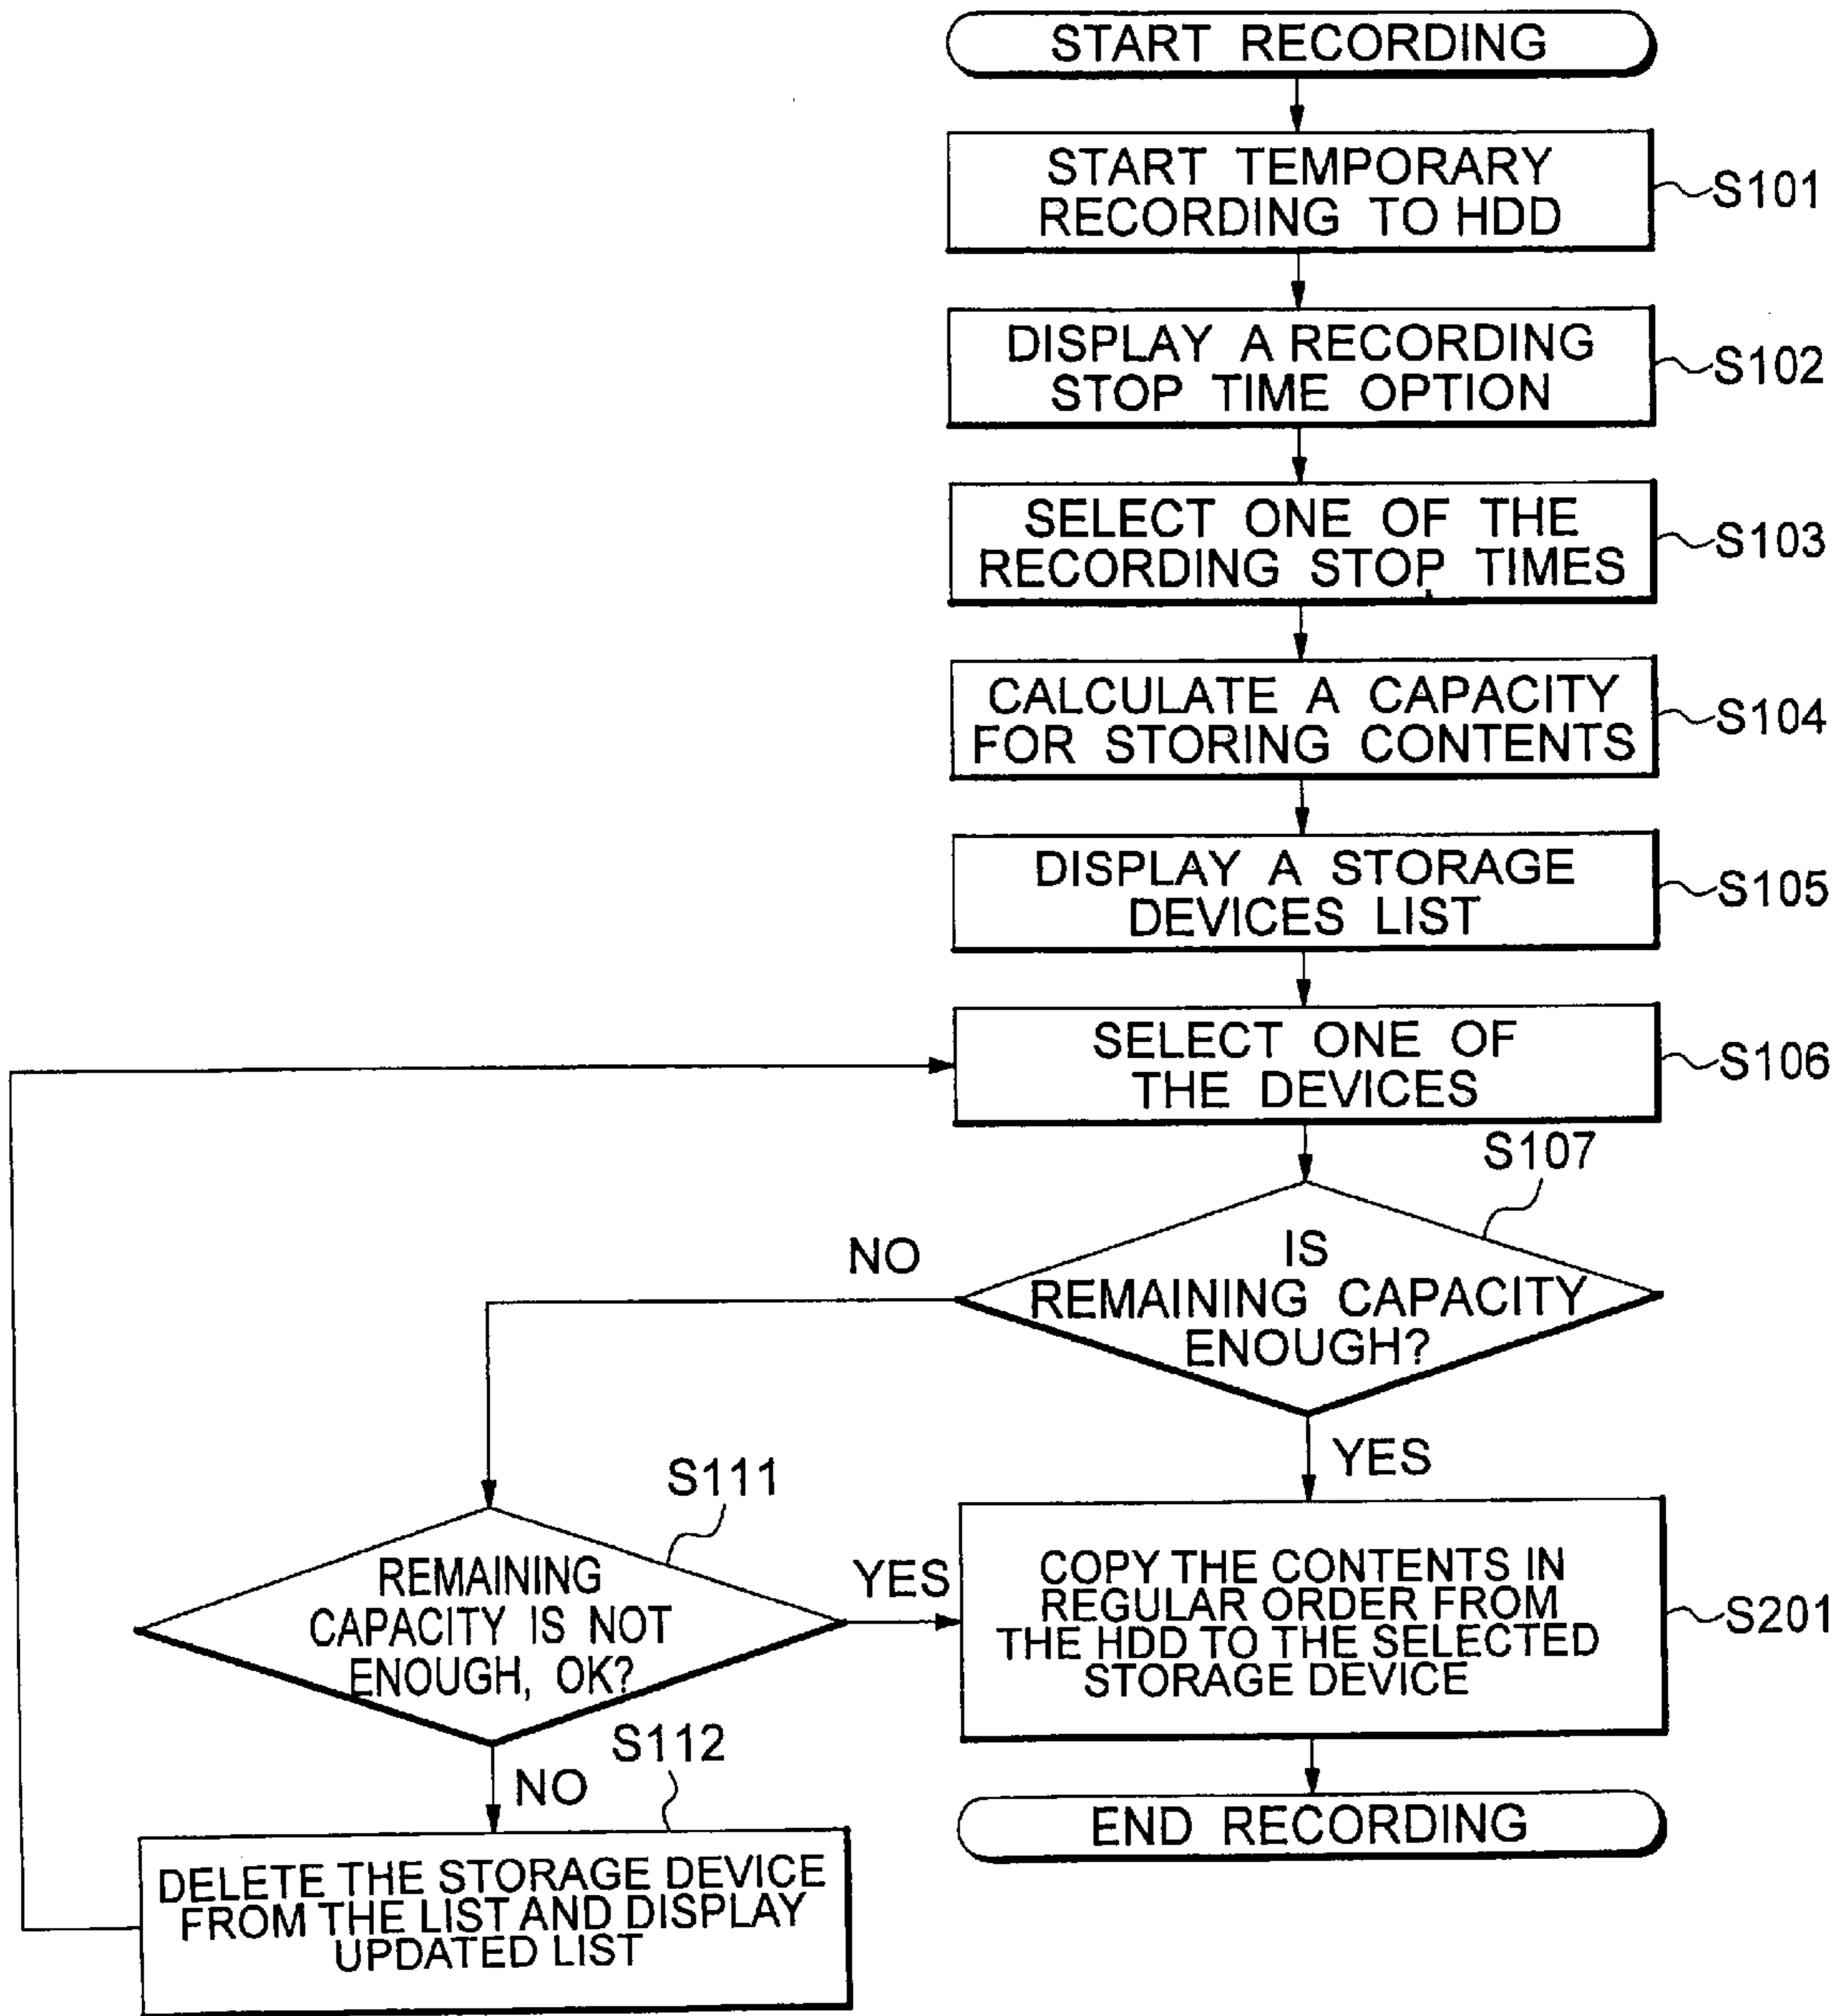 START RECORDING
START TEMPORARY
RECORDING TO HDD
S101
DISPLAY A RECORDING
STOP TIME OPTION
S102
SELECT ONE OF THE
RECORDING STOP TIMES
S103
CALCULATE A CAPACITY
FOR STORING CONTENTS
S104
DISPLAY A STORAGE
DEVICES LIST
S105
SELECT ONE OF
THE DEVICES
S106
S107
IS
REMAINING CAPACITY
ENOUGH?
NO
YES
S111
REMAINING
CAPACITY IS NOT
ENOUGH, OK?
YES
NO
COPY THE CONTENTS IN
REGULAR ORDER FROM
THE HDD TO THE SELECTED
STORAGE DEVICE
S201
S112
DELETE THE STORAGE DEVICE
FROM THE LIST AND DISPLAY
UPDATED LIST
END RECORDING